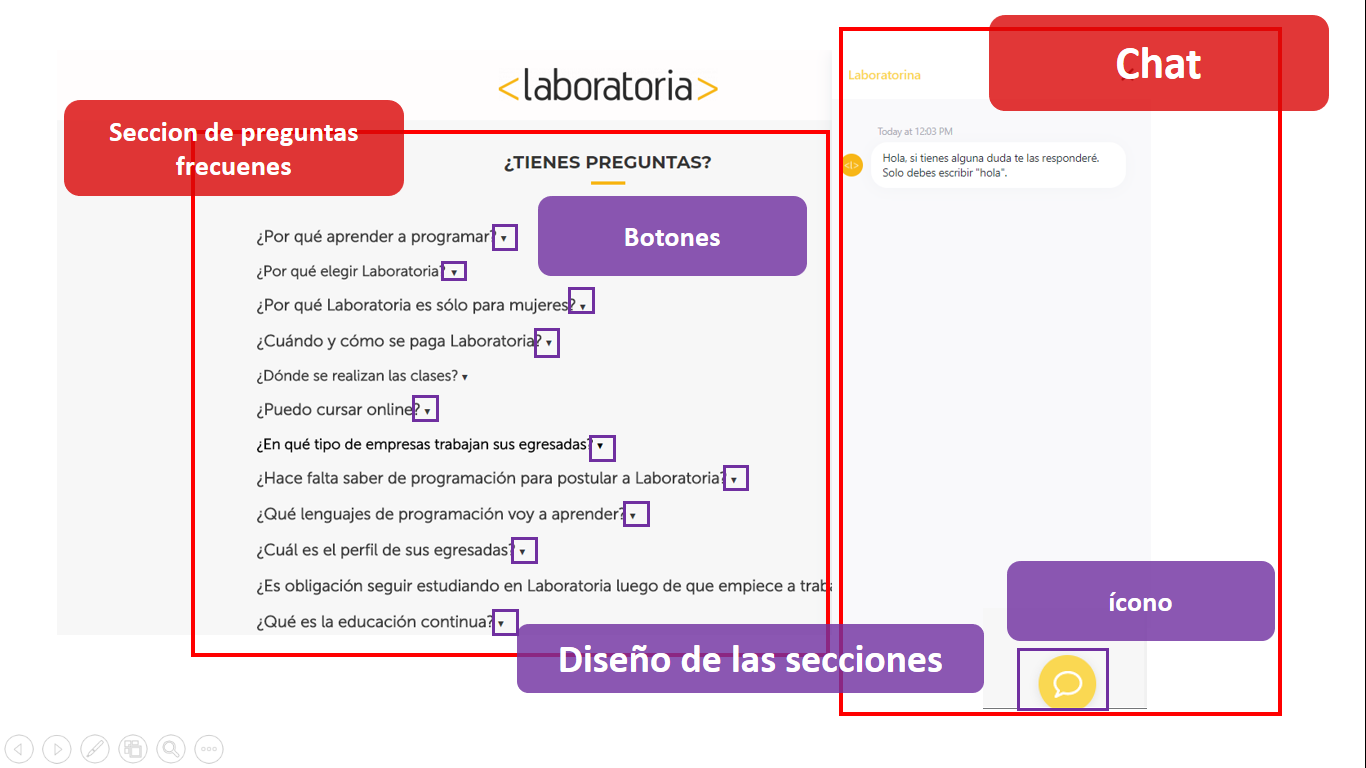 <laboratoria>
Seccion de preguntas
frecuenes
¿TIENES PREGUNTAS?
Botones
¿Por qué aprender a programar?
¿Por qué elegir Laboratoria?
¿Por qué Laboratoria es sólo para mujeres?
¿Cuándo y cómo se paga Laboratoria?
¿Dónde se realizan las clases?
¿Puedo cursar online?
¿En qué tipo de empresas trabajan sus egresadas?
¿Hace falta saber de programación para postular a Laboratoria?
¿Qué lenguajes de programación voy a aprender?
¿Cuál es el perfil de sus egresadas?
¿Es obligación seguir estudiando en Laboratoria luego de que empiece a traba
¿Qué es la educación continua?
Diseño de las secciones
Chat
Laboratorina
Today at 12:03 PM
Hola, si tienes alguna duda te las responderé.
Solo debes escribir "hola".
ícono